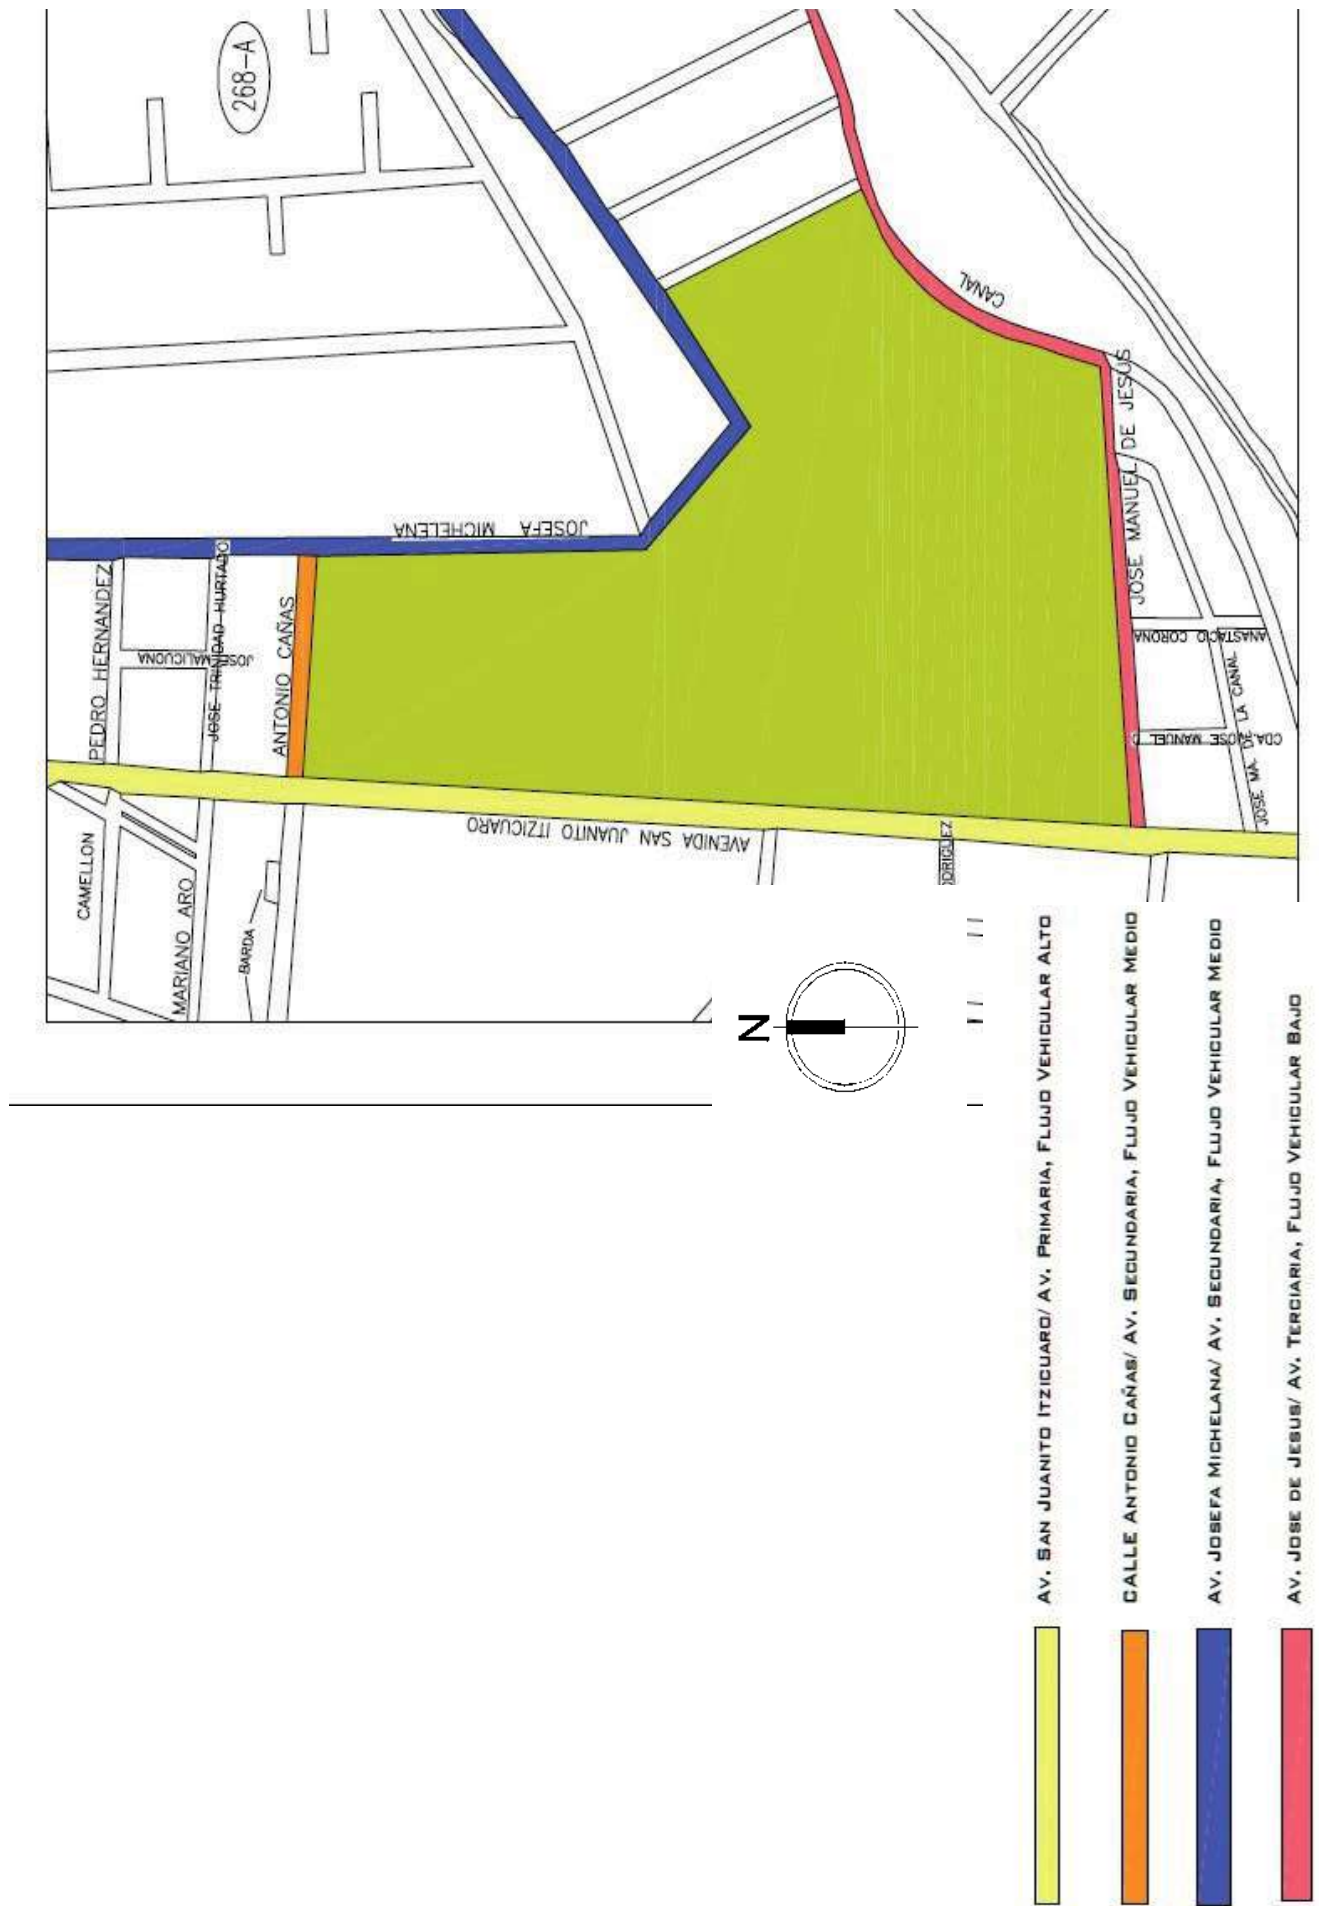 268-A
CANAL
JOSE MANUEL DE JESUS
JOSEFA MICHELENA
PEDRO HERNANDEZ
JOSE TRINIDAD HURTADO
JOSE MALICUONA
ANTONIO CAÑAS
ANASTACIO CORONA
CDA. JOSE MANUEL D
JOSE MA. DE LA CANAL
AVENIDA SAN JUANITO ITZICUARO
CAMELLON
MARIANO ARO
BARDA
N
AV. SAN JUANITO ITZICUARO/ AV. PRIMARIA, FLUJO VEHICULAR ALTO
CALLE ANTONIO CAÑAS/ AV. SECUNDARIA, FLUJO VEHICULAR MEDIO
AV. JOSEFA MICHELANA/ AV. SECUNDARIA, FLUJO VEHICULAR MEDIO
AV. JOSE DE JESUS/ AV. TERCIARIA, FLUJO VEHICULAR BAJO